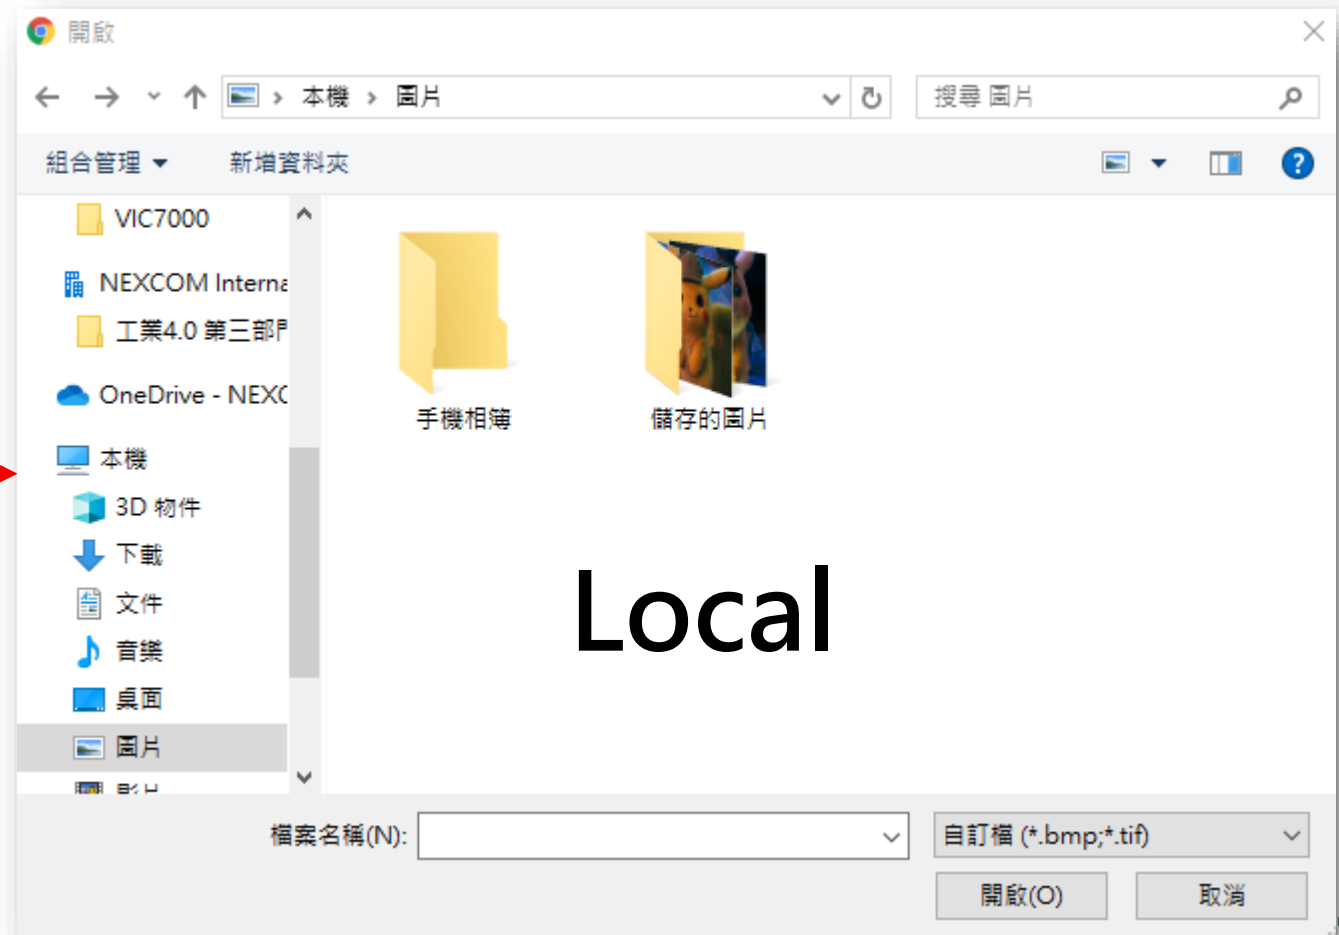 開啟
本機 › 圖片
搜尋 圖片
組合管理
新增資料夾
VIC7000
NEXCOM Interna
工業4.0 第三部門
OneDrive - NEXC
本機
3D 物件
下載
文件
音樂
桌面
圖片
影片
手機相簿
儲存的圖片
Local
檔案名稱(N):
自訂檔 (*.bmp;*.tif)
開啟(O)
取消